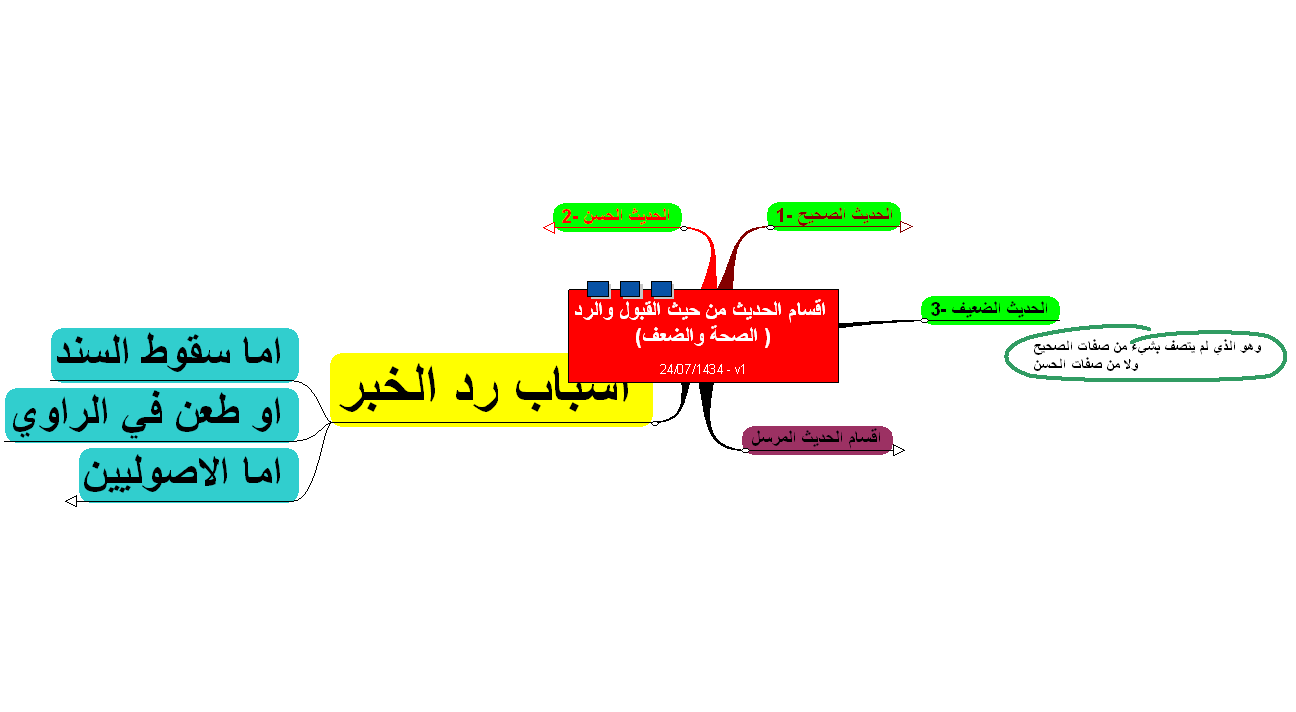 اقسام الحديث من حيث القبول والرد
( الصحة والضعف)
24/07/1434 - v1
1- الحديث الصحيح
2- الحديث الحسن
3- الحديث الضعيف
وهو الذي لم يتصف بشيء من صفات الصحيح
ولا من صفات الحسن
اقسام الحديث المرسل
اسباب رد الخبر
اما سقوط السند
او طعن في الراوي
اما الاصوليين